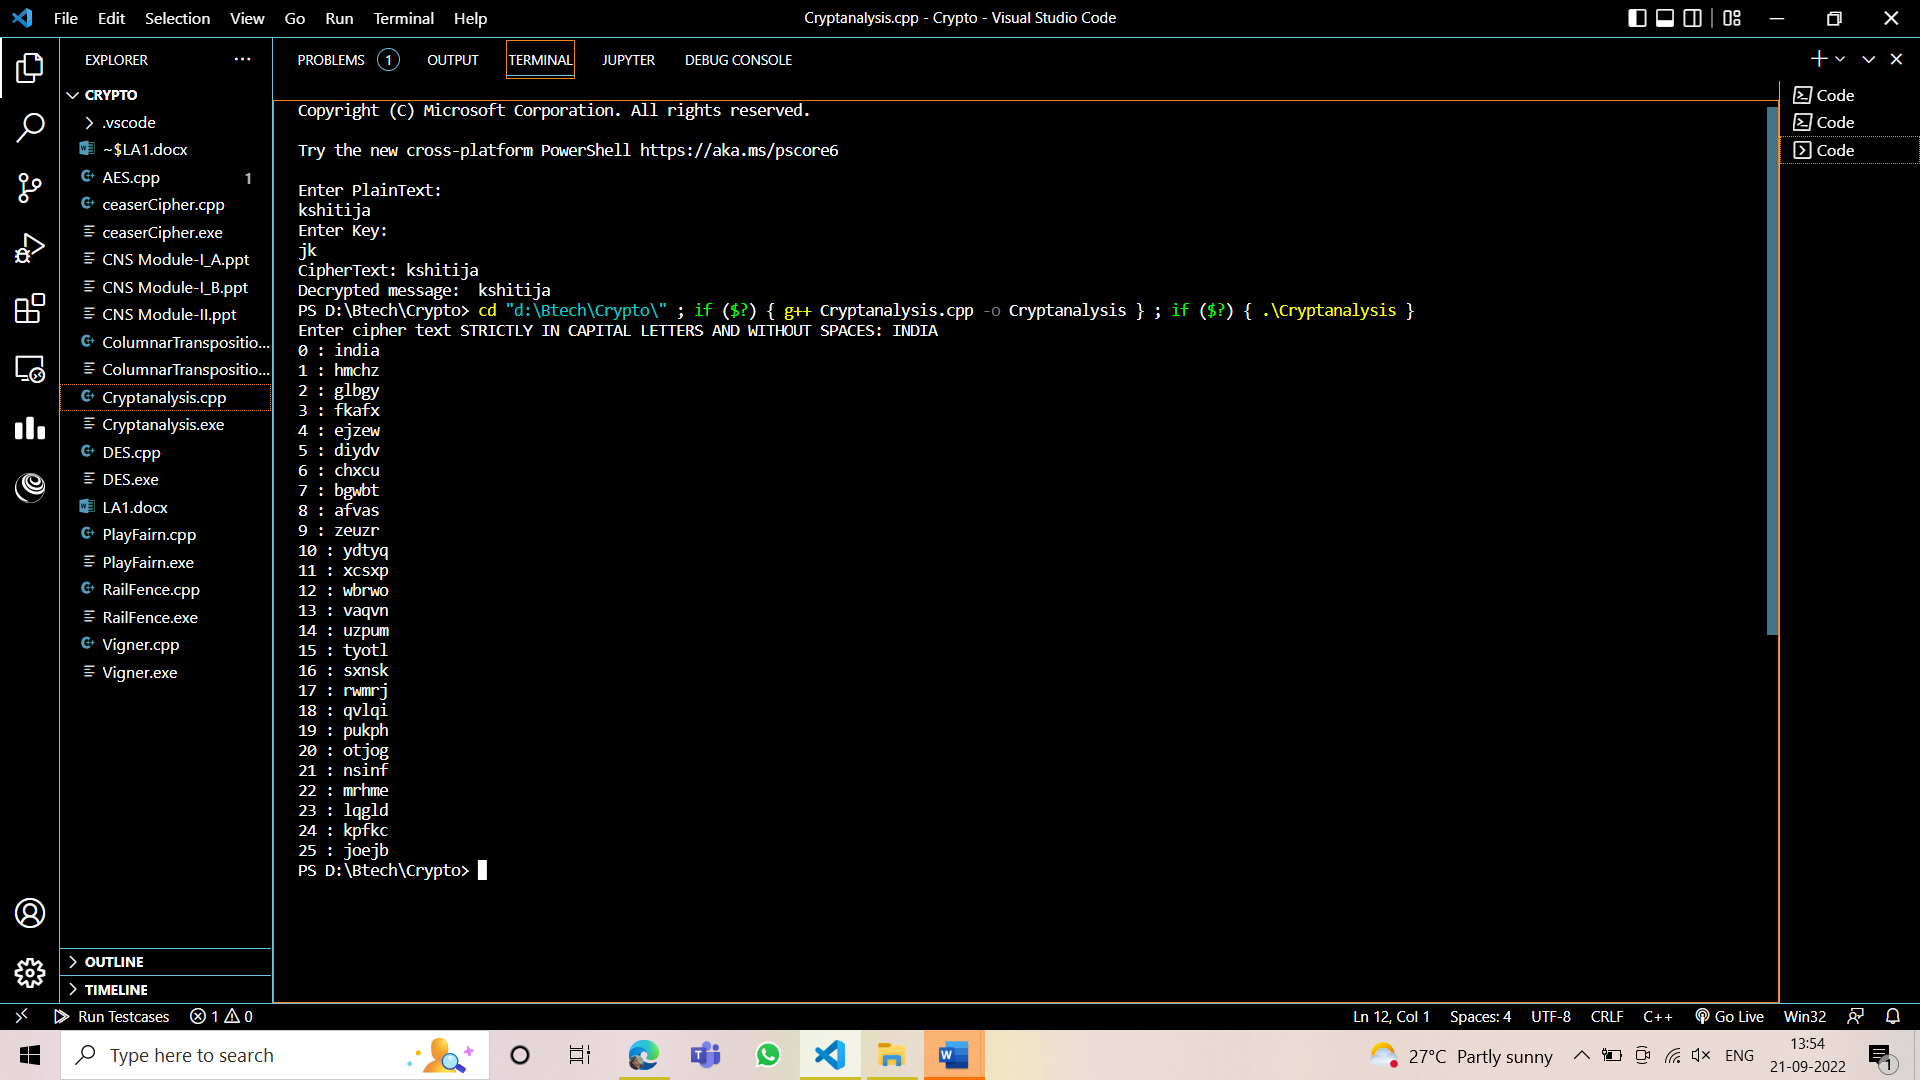 File Edit Selection View Go Run Terminal Help
Cryptanalysis.cpp - Crypto - Visual Studio Code
EXPLORER ···
CRYPTO
.vscode
~$LA1.docx
AES.cpp 1
ceaserCipher.cpp
ceaserCipher.exe
CNS Module-I_A.ppt
CNS Module-I_B.ppt
CNS Module-II.ppt
ColumnarTranspositio...
ColumnarTranspositio...
Cryptanalysis.cpp
Cryptanalysis.exe
DES.cpp
DES.exe
LA1.docx
PlayFairn.cpp
PlayFairn.exe
RailFence.cpp
RailFence.exe
Vigner.cpp
Vigner.exe
OUTLINE
TIMELINE
PROBLEMS 1 OUTPUT TERMINAL JUPYTER DEBUG CONSOLE
Copyright (C) Microsoft Corporation. All rights reserved.
Try the new cross-platform PowerShell https://aka.ms/pscore6
Enter PlainText:
kshitija
Enter Key:
jk
CipherText: kshitija
Decrypted message:  kshitija
PS D:\Btech\Crypto> cd "d:\Btech\Crypto\" ; if ($?) { g++ Cryptanalysis.cpp -o Cryptanalysis } ; if ($?) { .\Cryptanalysis }
Enter cipher text STRICTLY IN CAPITAL LETTERS AND WITHOUT SPACES: INDIA
0 : india
1 : hmchz
2 : glbgy
3 : fkafx
4 : ejzew
5 : diydv
6 : chxcu
7 : bgwbt
8 : afvas
9 : zeuzr
10 : ydtyq
11 : xcsxp
12 : wbrwo
13 : vaqvn
14 : uzpum
15 : tyotl
16 : sxnsk
17 : rwmrj
18 : qvlqi
19 : pukph
20 : otjog
21 : nsinf
22 : mrhme
23 : lqgld
24 : kpfkc
25 : joejb
PS D:\Btech\Crypto>
Code
Code
Code
Run Testcases 1 0
Ln 12, Col 1 Spaces: 4 UTF-8 CRLF C++ Go Live Win32
Type here to search
27°C Partly sunny
ENG
13:54
21-09-2022
1